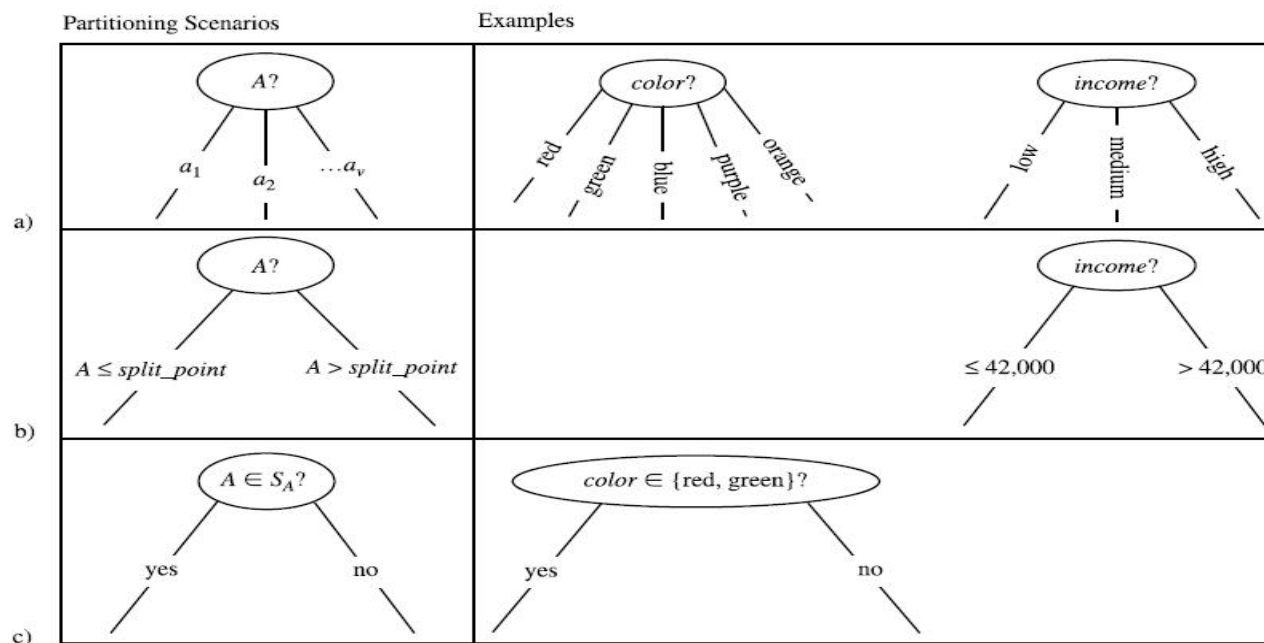 Partitioning Scenarios Examples
A? color? income?
a1 a2 …av red green blue purple orange low medium high
a)
A? income?
A ≤ split_point A > split_point ≤ 42,000 > 42,000
b)
A ∈ SA? color ∈ {red, green}?
yes no yes no
c)